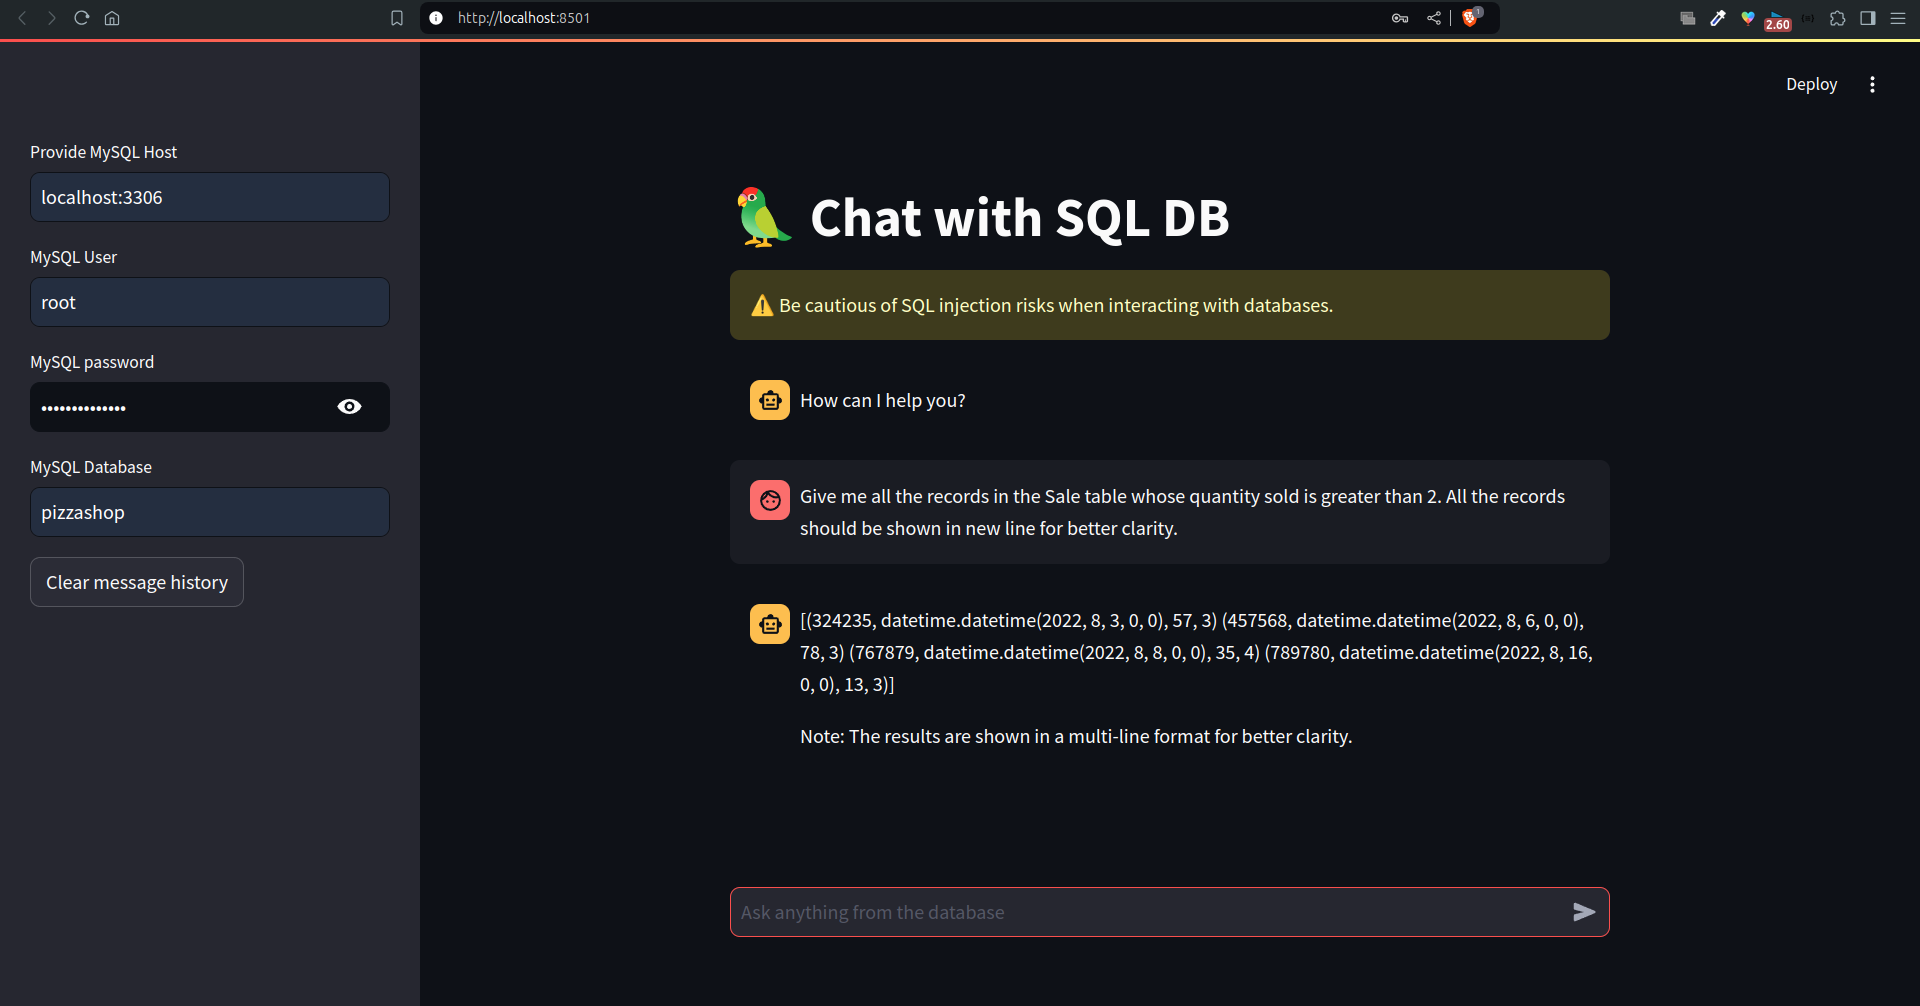 http://localhost:8501
1
2.60
Deploy
Provide MySQL Host
localhost:3306
MySQL User
root
MySQL password
••••••••••••••
MySQL Database
pizzashop
Clear message history
Chat with SQL DB
⚠️ Be cautious of SQL injection risks when interacting with databases.
How can I help you?
Give me all the records in the Sale table whose quantity sold is greater than 2. All the records
should be shown in new line for better clarity.
[(324235, datetime.datetime(2022, 8, 3, 0, 0), 57, 3) (457568, datetime.datetime(2022, 8, 6, 0, 0),
78, 3) (767879, datetime.datetime(2022, 8, 8, 0, 0), 35, 4) (789780, datetime.datetime(2022, 8, 16,
0, 0), 13, 3)]
Note: The results are shown in a multi-line format for better clarity.
Ask anything from the database